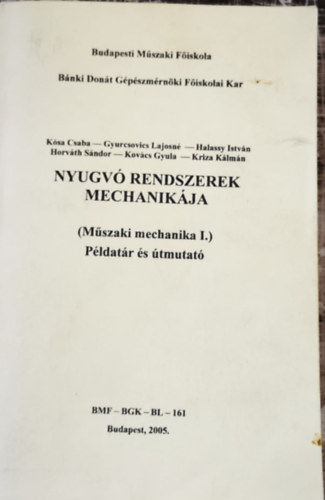 Budapesti Műszaki Főiskola
Bánki Donát Gépészmérnöki Főiskolai Kar
Kósa Csaba — Gyurcsovics Lajosné — Halassy István
Horváth Sándor — Kovács Gyula — Kriza Kálmán
NYUGVÓ RENDSZEREK
MECHANIKÁJA
(Műszaki mechanika I.)
Példatár és útmutató
BMF – BGK – BL – 161
Budapest, 2005.